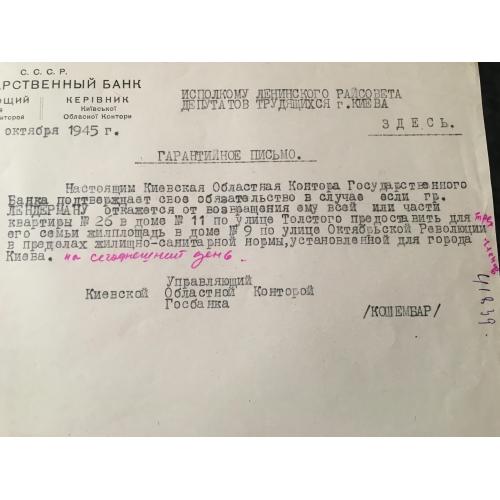 С. С. С. Р.
АРСТВЕННЫЙ БАНК
ЮЩИЙ КЕРІВНИК
Київської
нторой Обласної Контори
октября 1945 г.
ИСПОЛКОМУ ЛЕНИНСКОГО РАЙСОВЕТА
ДЕПУТАТОВ ТРУДЯЩИХСЯ г.КИЕВА
ЗДЕСЬ.
ГАРАНТИЙНОЕ ПИСЬМО.
Настоящим Киевская Областная Контора Государственного
Банка подтверждает свое обязательство в случае если гр.
ЛЕНДЕРМАНУ откажется от возвращения ему всей или части
квартиры № 26 в доме № 11 по улице Толстого предоставить для
его семьи жилплощадь в доме № 9 по улице Октябрьской Революции
в пределах жилищно-санитарной нормы,установленной для города
Киева. на сегодняшний день.
Управляющий
Киевской Областной Конторой
Госбанка
/КОШЕМБАР/